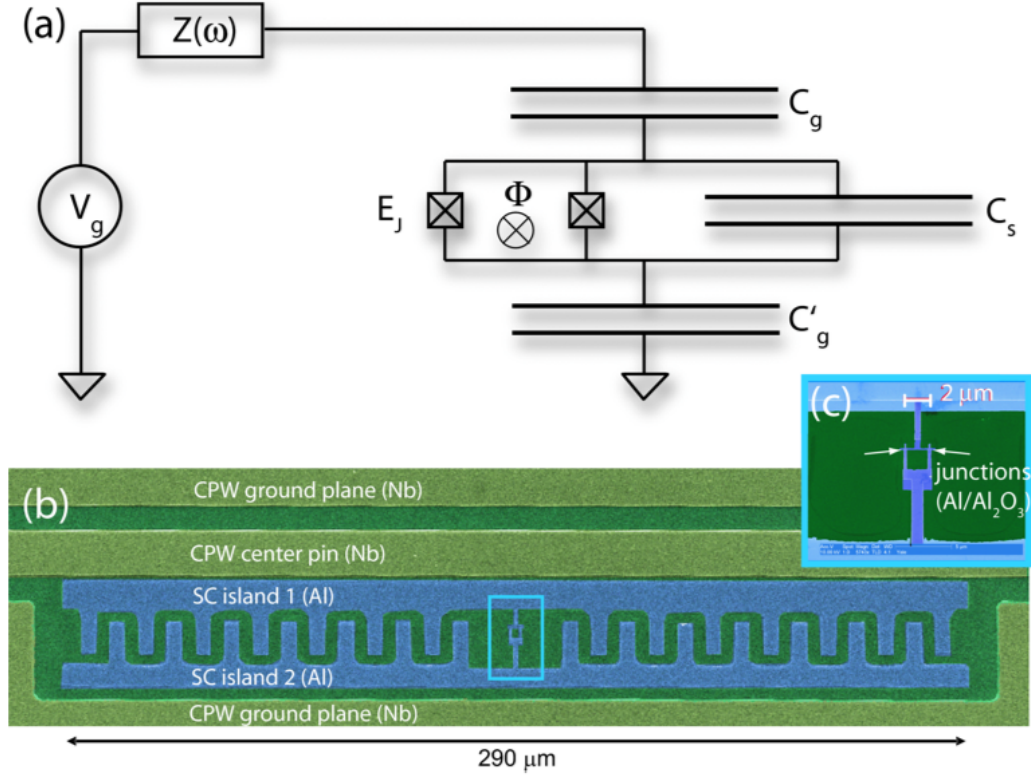 (a)
Z(ω)
C_g
V_g
E_J
Φ
C_s
C'_g
(c)
2 μm
junctions
(Al/Al₂O₃)
(b)
CPW ground plane (Nb)
CPW center pin (Nb)
SC island 1 (Al)
SC island 2 (Al)
CPW ground plane (Nb)
290 μm